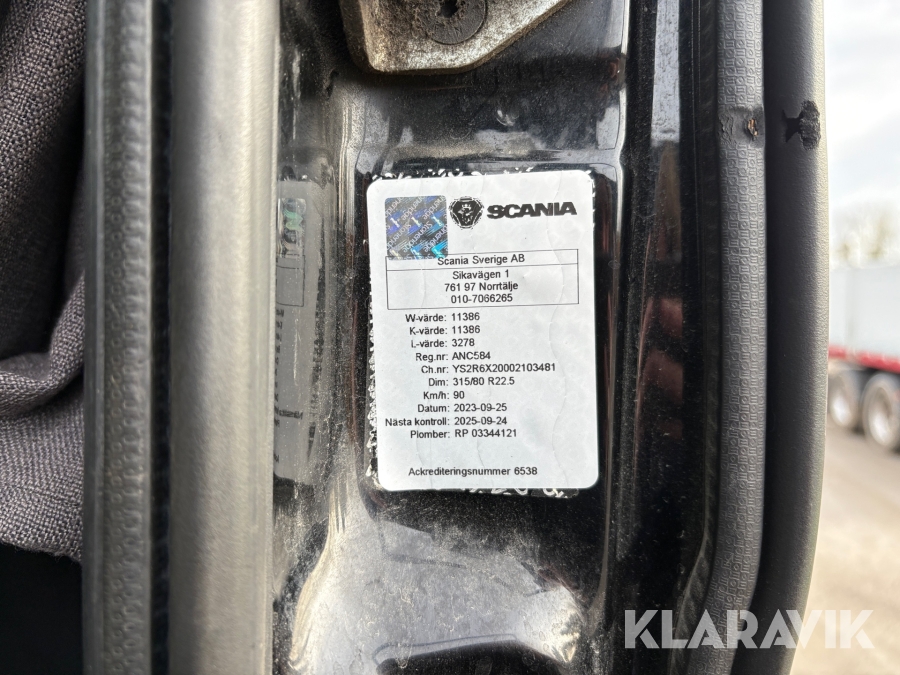 SCANIA
Scania Sverige AB
Sikavägen 1
761 97 Norrtälje
010-7066265
W-värde: 11386
K-värde: 11386
L-värde: 3278
Reg.nr: ANC584
Ch.nr: YS2R6X20002103481
Dim: 315/80 R22.5
Km/h: 90
Datum: 2023-09-25
Nästa kontroll: 2025-09-24
Plomber: RP 03344121
Ackrediteringsnummer 6538
KLARAVIK